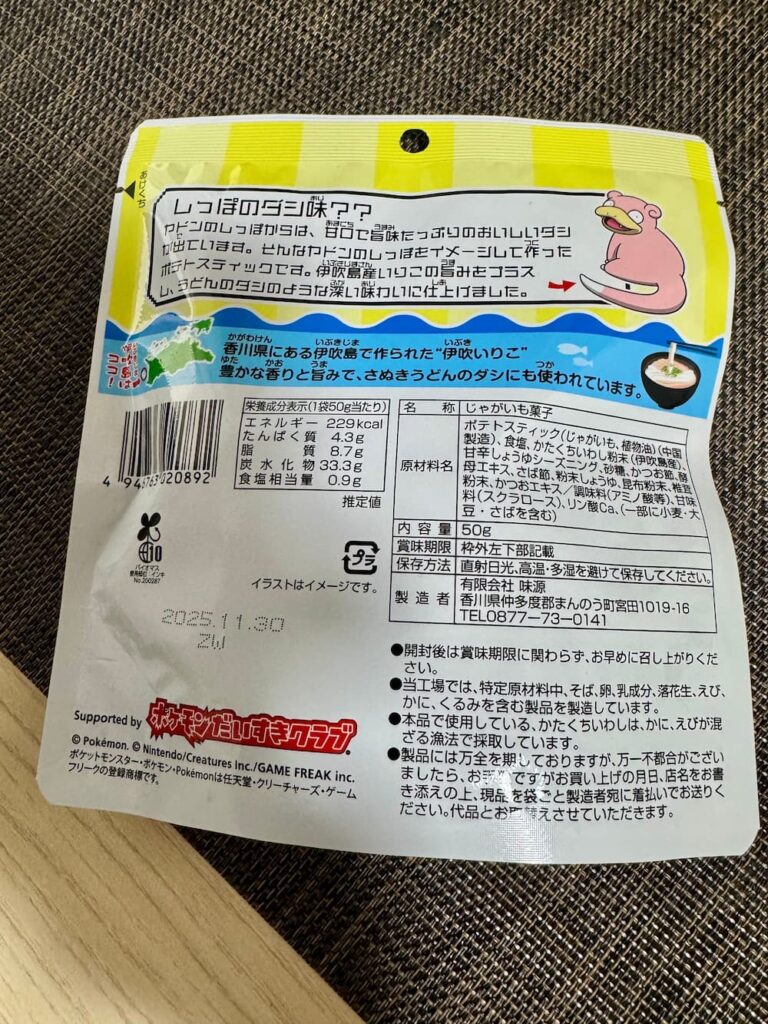 あけくち
しっぽのダシ味??
ヤドンのしっぽからは、甘口で旨味たっぷりのおいしいダシ
が出ています。そんなヤドンのしっぽをイメージして作った
ポテトスティックです。伊吹島産いりこの旨みをプラス
し、うどんのダシのような深い味わいに仕上げました。
伊吹島は
ココ!
香川県にある伊吹島で作られた“伊吹いりこ”
豊かな香りと旨みで、さぬきうどんのダシにも使われています。
栄養成分表示(1袋50g当たり)
エネルギー 229kcal
たんぱく質 4.3g
脂質 8.7g
炭水化物 33.3g
食塩相当量 0.9g
推定値
4 946763 020892
名称 じゃがいも菓子
原材料名 ポテトスティック(じゃがいも、植物油)(中国
製造)、食塩、かたくちいわし粉末(伊吹島産)、
甘辛しょうゆシーズニング、砂糖、かつお節、酵
母エキス、さば節、粉末しょうゆ、昆布粉末、椎茸
粉末、かつおエキス/調味料(アミノ酸等)、甘味
料(スクラロース)、リン酸Ca、(一部に小麦・大
豆・さばを含む)
内容量 50g
賞味期限 枠外左下部記載
保存方法 直射日光、高温・多湿を避けて保存してください。
製造者 有限会社 味源
香川県仲多度郡まんのう町宮田1019-16
TEL0877-73-0141
10
バイオマス
No.200287
プラ
イラストはイメージです。
2025.11.30
ZW
●開封後は賞味期限に関わらず、お早めに召し上がりくだ
さい。
●当工場では、特定原材料中、そば、卵、乳成分、落花生、えび、
かに、くるみを含む製品を製造しています。
●本品で使用している、かたくちいわしは、かに、えびが混
ざる漁法で採取しています。
●製品には万全を期しておりますが、万一不都合がござい
ましたら、お手数ですがお買い上げの月日、店名をお書
き添えの上、現品を袋ごと製造者宛に着払いでお送りく
ださい。代品とお取替えさせていただきます。
Supported by ポケモンだいすきクラブ
© Pokémon. © Nintendo/Creatures Inc./GAME FREAK inc.
ポケットモンスター・ポケモン・Pokémonは任天堂・クリーチャーズ・ゲーム
フリークの登録商標です。